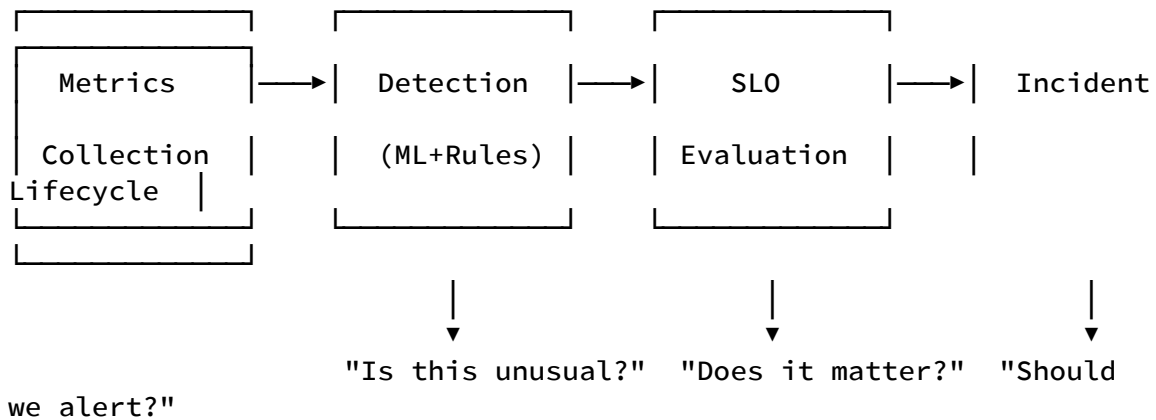 Metrics Detection SLO Incident
Collection (ML+Rules) Evaluation
Lifecycle
"Is this unusual?" "Does it matter?" "Should
we alert?"